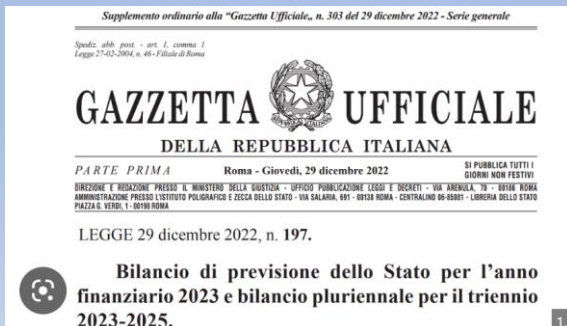 Supplemento ordinario alla “Gazzetta Ufficiale„ n. 303 del 29 dicembre 2022 - Serie generale
Spediz. abb. post. - art. 1, comma 1
Legge 27-02-2004, n. 46 - Filiale di Roma
GAZZETTA UFFICIALE
DELLA REPUBBLICA ITALIANA
PARTE PRIMA
Roma - Giovedì, 29 dicembre 2022
SI PUBBLICA TUTTI I
GIORNI NON FESTIVI
DIREZIONE E REDAZIONE PRESSO IL MINISTERO DELLA GIUSTIZIA - UFFICIO PUBBLICAZIONE LEGGI E DECRETI - VIA ARENULA, 70 - 00186 ROMA
AMMINISTRAZIONE PRESSO L'ISTITUTO POLIGRAFICO E ZECCA DELLO STATO - VIA SALARIA, 691 - 00138 ROMA - CENTRALINO 06-85081 - LIBRERIA DELLO STATO
PIAZZA G. VERDI, 1 - 00198 ROMA
LEGGE 29 dicembre 2022, n. 197.
Bilancio di previsione dello Stato per l’anno
finanziario 2023 e bilancio pluriennale per il triennio
2023-2025.
1